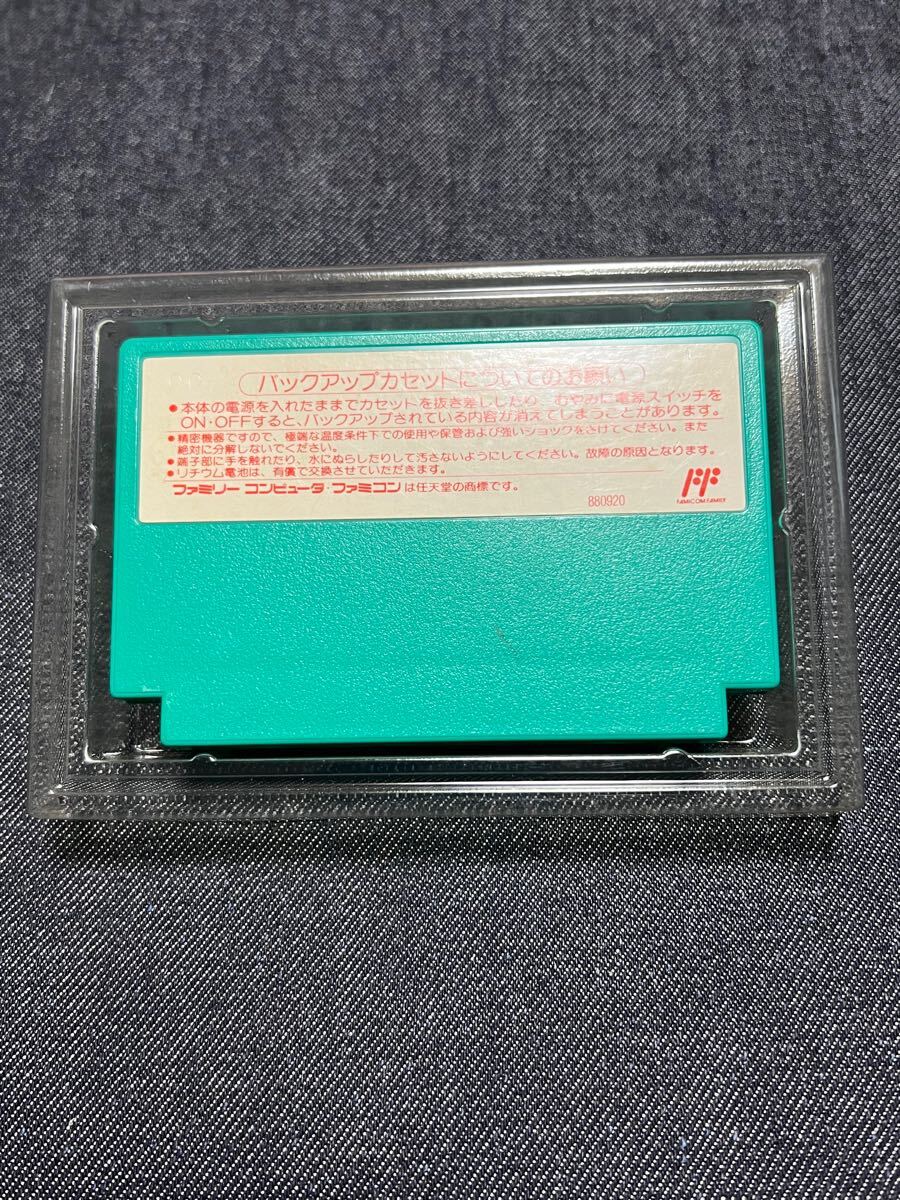 バックアップカセットについてのお願い
●本体の電源を入れたままでカセットを抜き差ししたり、むやみに電源スイッチを
ON・OFFすると、バックアップされている内容が消えてしまうことがあります。
●精密機器ですので、極端な温度条件下での使用や保管および強いショックをさけてください。また
絶対に分解しないでください。
●端子部に手を触れたり、水にぬらしたりして汚さないようにしてください。故障の原因となります。
●リチウム電池は、有償で交換させていただきます。
ファミリー コンピュータ・ファミコンは任天堂の商標です。
880920
FAMICOM FAMILY